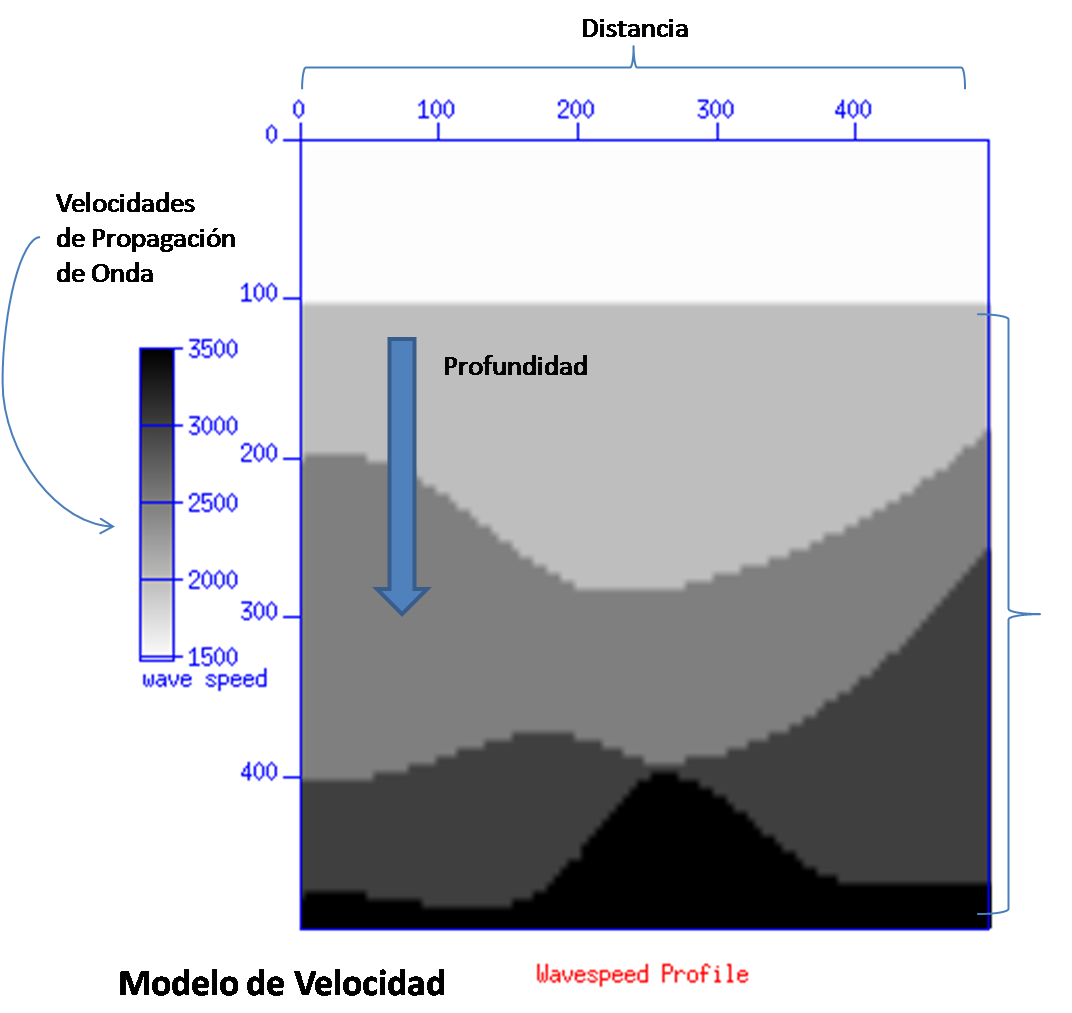 Distancia
0 100 200 300 400
0
Velocidades
de Propagación
de Onda
100
3500
Profundidad
3000
200
2500
2000
300
1500
wave speed
400
Modelo de Velocidad
Wavespeed Profile